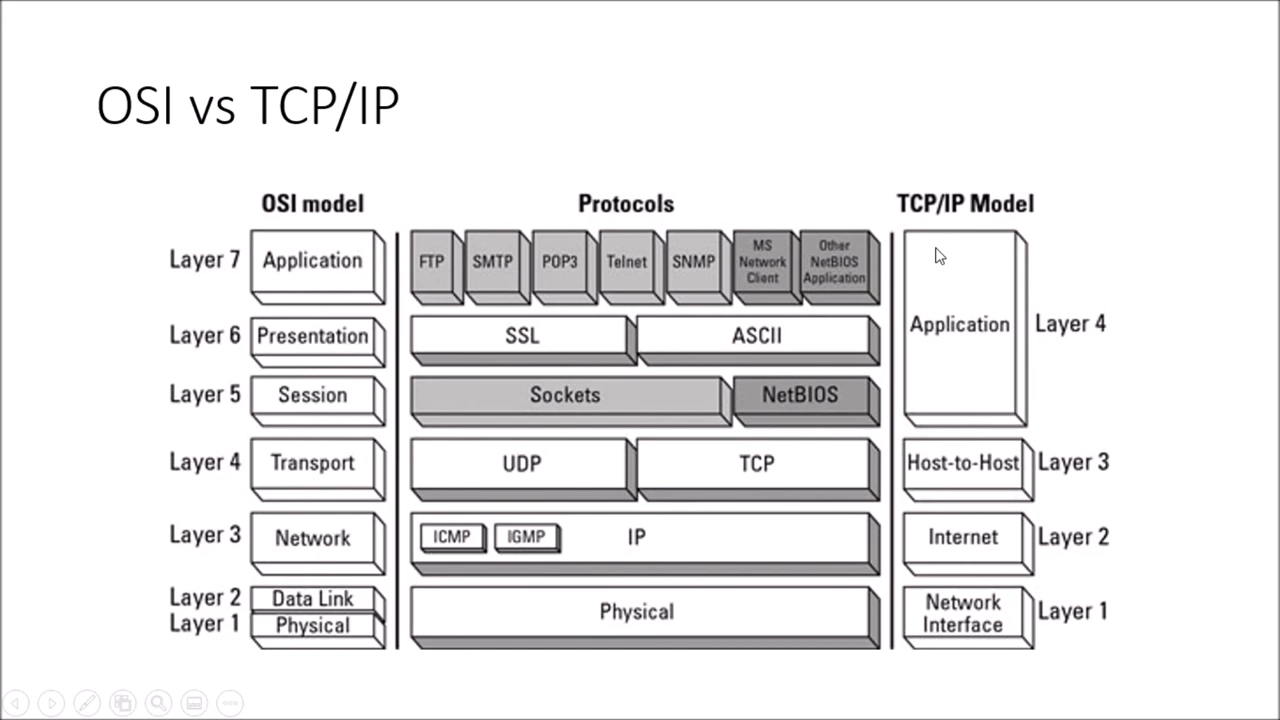 OSI vs TCP/IP
OSI model
Protocols
TCP/IP Model
Layer 7
Application
FTP
SMTP
POP3
Telnet
SNMP
MS
Network
Client
Other
NetBIOS
Application
Layer 6
Presentation
SSL
ASCII
Application
Layer 4
Layer 5
Session
Sockets
NetBIOS
Layer 4
Transport
UDP
TCP
Host-to-Host
Layer 3
Layer 3
Network
ICMP
IGMP
IP
Internet
Layer 2
Layer 2
Data Link
Layer 1
Physical
Physical
Network
Interface
Layer 1